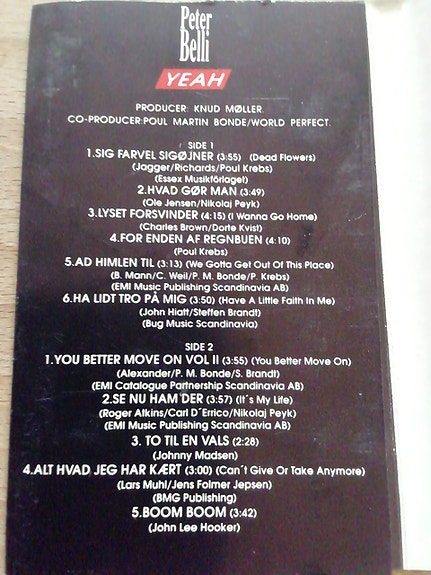 Peter
Belli
YEAH
PRODUCER: KNUD MØLLER.
CO-PRODUCER:POUL MARTIN BONDE/WORLD PERFECT.
SIDE 1
1.SIG FARVEL SIGØJNER (3:55) (Dead Flowers)
(Jagger/Richards/Poul Krebs)
(Essex Musikförlaget)
2.HVAD GØR MAN (3:49)
(Ole Jensen/Nikolaj Peyk)
3.LYSET FORSVINDER (4:15) (I Wanna Go Home)
(Charles Brown/Dorte Kvist)
4.FOR ENDEN AF REGNBUEN (4:10)
(Poul Krebs)
5.AD HIMLEN TIL (3:13) (We Gotta Get Out Of This Place)
(B. Mann/C. Weil/P. M. Bonde/P. Krebs)
(EMI Music Publishing Scandinavia AB)
6.HA LIDT TRO PÅ MIG (3:50) (Have A Little Faith In Me)
(John Hiatt/Steffen Brandt)
(Bug Music Scandinavia)
SIDE 2
1.YOU BETTER MOVE ON VOL II (3:55) (You Better Move On)
(Alexander/P. M. Bonde/S. Brandt)
(EMI Catalogue Partnership Scandinavia AB)
2.SE NU HAM DER (3:57) (It´s My Life)
(Roger Atkins/Carl D´Errico/Nikolaj Peyk)
(EMI Music Publishing Scandinavia AB)
3. TO TIL EN VALS (2:28)
(Johnny Madsen)
4.ALT HVAD JEG HAR KÆRT (3:00) (Can´t Give Or Take Anymore)
(Lars Muhl/Jens Folmer Jepsen)
(BMG Publishing)
5.BOOM BOOM (3:42)
(John Lee Hooker)